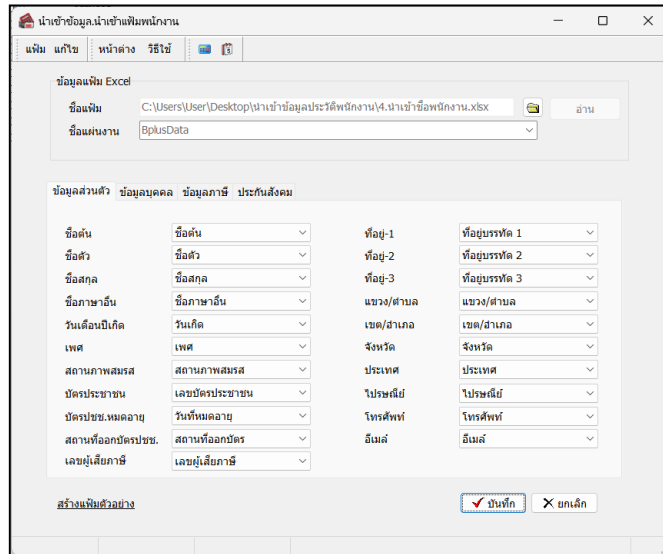 นำเข้าข้อมูล.นำเข้าแฟ้มพนักงาน
แฟ้ม แก้ไข หน้าต่าง วิธีใช้
ข้อมูลแฟ้ม Excel
ชื่อแฟ้ม C:\Users\User\Desktop\นำเข้าข้อมูลประวัติพนักงาน\4.นำเข้าชื่อพนักงาน.xlsx อ่าน
ชื่อแผ่นงาน BplusData
ข้อมูลส่วนตัว ข้อมูลบุคคล ข้อมูลภาษี ประกันสังคม
ชื่อต้น ชื่อต้น ที่อยู่-1 ที่อยู่บรรทัด 1
ชื่อตัว ชื่อตัว ที่อยู่-2 ที่อยู่บรรทัด 2
ชื่อสกุล ชื่อสกุล ที่อยู่-3 ที่อยู่บรรทัด 3
ชื่อภาษาอื่น ชื่อภาษาอื่น แขวง/ตำบล แขวง/ตำบล
วันเดือนปีเกิด วันเกิด เขต/อำเภอ เขต/อำเภอ
เพศ เพศ จังหวัด จังหวัด
สถานภาพสมรส สถานภาพสมรส ประเทศ ประเทศ
บัตรประชาชน เลขบัตรประชาชน ไปรษณีย์ ไปรษณีย์
บัตรปชช.หมดอายุ วันที่หมดอายุ โทรศัพท์ โทรศัพท์
สถานที่ออกบัตรปชช. สถานที่ออกบัตร อีเมล์ อีเมล์
เลขผู้เสียภาษี เลขผู้เสียภาษี
สร้างแฟ้มตัวอย่าง บันทึก ยกเลิก